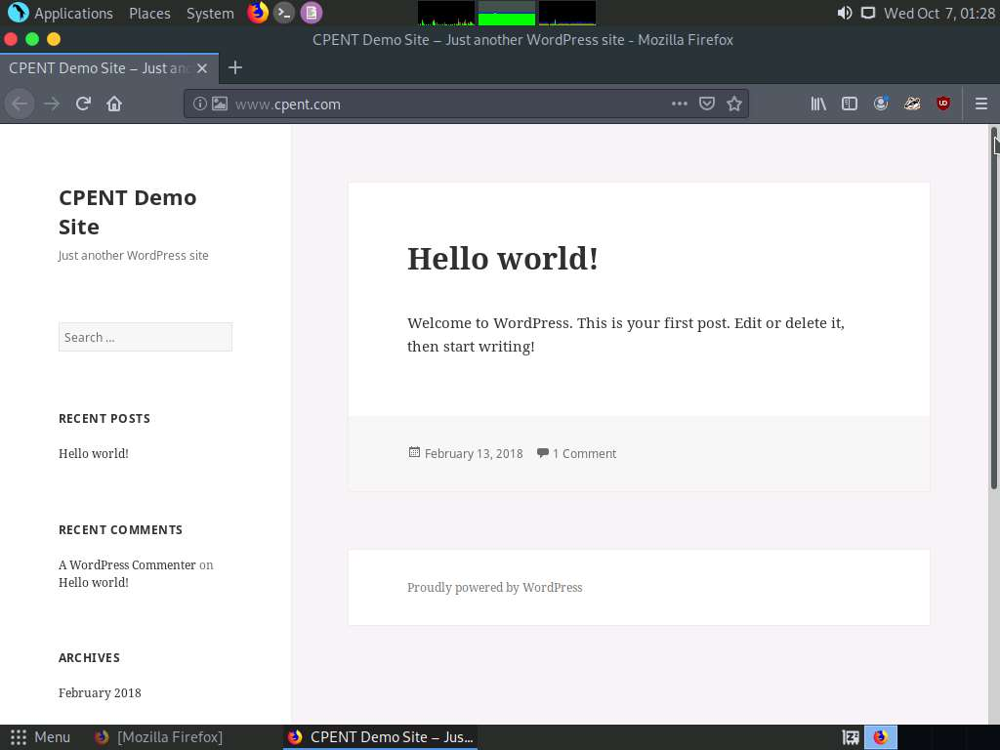 Applications Places System Wed Oct 7, 01:28
CPENT Demo Site – Just another WordPress site - Mozilla Firefox
CPENT Demo Site – Just an
www.cpent.com
CPENT Demo
Site
Just another WordPress site
Search ...
RECENT POSTS
Hello world!
RECENT COMMENTS
A WordPress Commenter on
Hello world!
ARCHIVES
February 2018
Hello world!
Welcome to WordPress. This is your first post. Edit or delete it,
then start writing!
February 13, 2018 1 Comment
Proudly powered by WordPress
Menu [Mozilla Firefox] CPENT Demo Site – Jus...